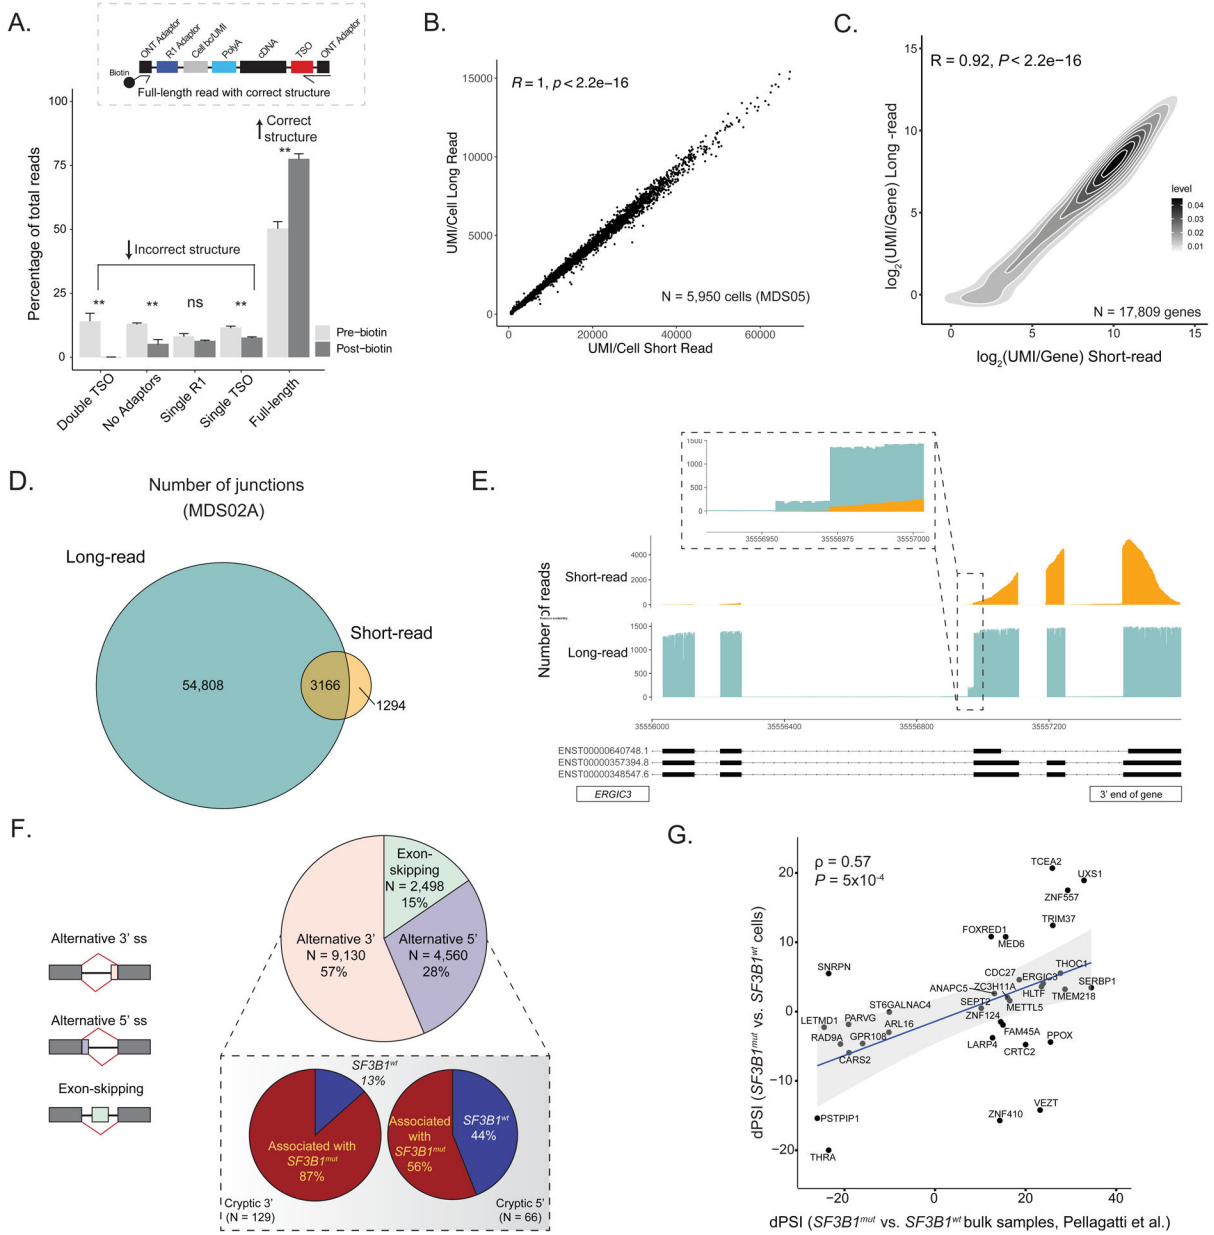 A.
ONT Adaptor
R1 Adaptor
Cell bc/UMI
PolyA
cDNA
TSO
ONT Adaptor
Biotin
Full-length read with correct structure
Correct
structure
**
Incorrect structure
**
**
ns
**
Percentage of total reads
100
75
50
25
0
Pre-biotin
Post-biotin
Double TSO
No Adaptors
Single R1
Single TSO
Full-length
B.
R = 1, p < 2.2e-16
UMI/Cell Long Read
15000
10000
5000
0
N = 5,950 cells (MDS05)
0
20000
40000
60000
UMI/Cell Short Read
C.
R = 0.92, P < 2.2e-16
log2(UMI/Gene) Long -read
15
10
5
0
level
0.04
0.03
0.02
0.01
N = 17,809 genes
0
5
10
15
log2(UMI/Gene) Short-read
D.
Number of junctions
(MDS02A)
Long-read
Short-read
54,808
3166
1294
E.
1500
1000
500
0
35556950
35556975
35557000
Number of reads
Short-read
4000
2000
0
Long-read
1500
1000
500
0
35556000
35556400
35556800
35557200
ENST00000640748.1
ENST00000357394.8
ENST00000348547.6
ERGIC3
3' end of gene
F.
Alternative 3' ss
Alternative 5' ss
Exon-skipping
Exon-
skipping
N = 2,498
15%
Alternative 3'
N = 9,130
57%
Alternative 5'
N = 4,560
28%
SF3B1wt
13%
Associated with
SF3B1mut
87%
Associated
with
SF3B1mut
56%
SF3B1wt
44%
Cryptic 3'
(N = 129)
Cryptic 5'
(N = 66)
G.
ρ = 0.57
P = 5x10-4
dPSI (SF3B1mut vs. SF3B1wt cells)
20
10
0
−10
−20
TCEA2
UXS1
ZNF557
TRIM37
FOXRED1
MED6
SNRPN
THOC1
CDC27
ERGIC3
SERBP1
ANAPC5
ZC3H11A
HLTF
TMEM218
SEPT2
METTL5
ST6GALNAC4
ZNF124
LETMD1
PARVG
ARL16
FAM45A
RAD9A
GPR108
LARP4
PPOX
CRTC2
CARS2
VEZT
PSTPIP1
ZNF410
THRA
−20
0
20
40
dPSI (SF3B1mut vs. SF3B1wt bulk samples, Pellagatti et al.)